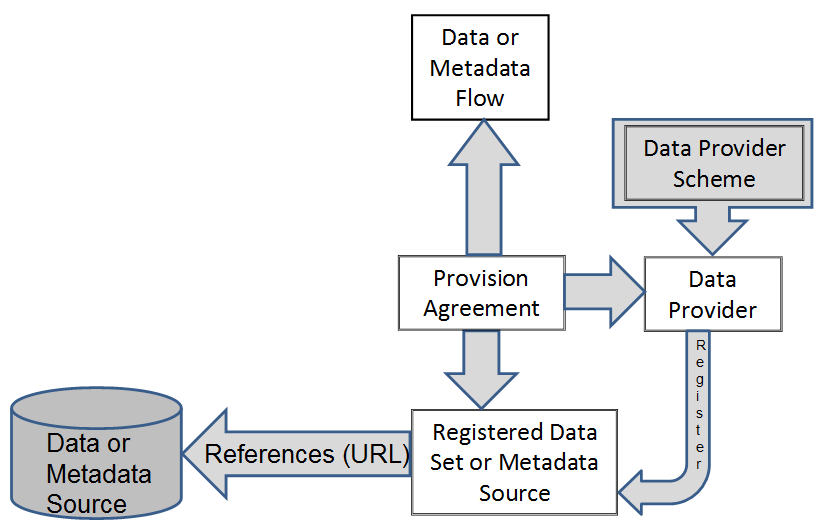 Data or
Metadata
Flow
Data Provider
Scheme
Provision
Agreement
Data
Provider
Register
Registered Data
Set or Metadata
Source
References (URL)
Data or
Metadata
Source